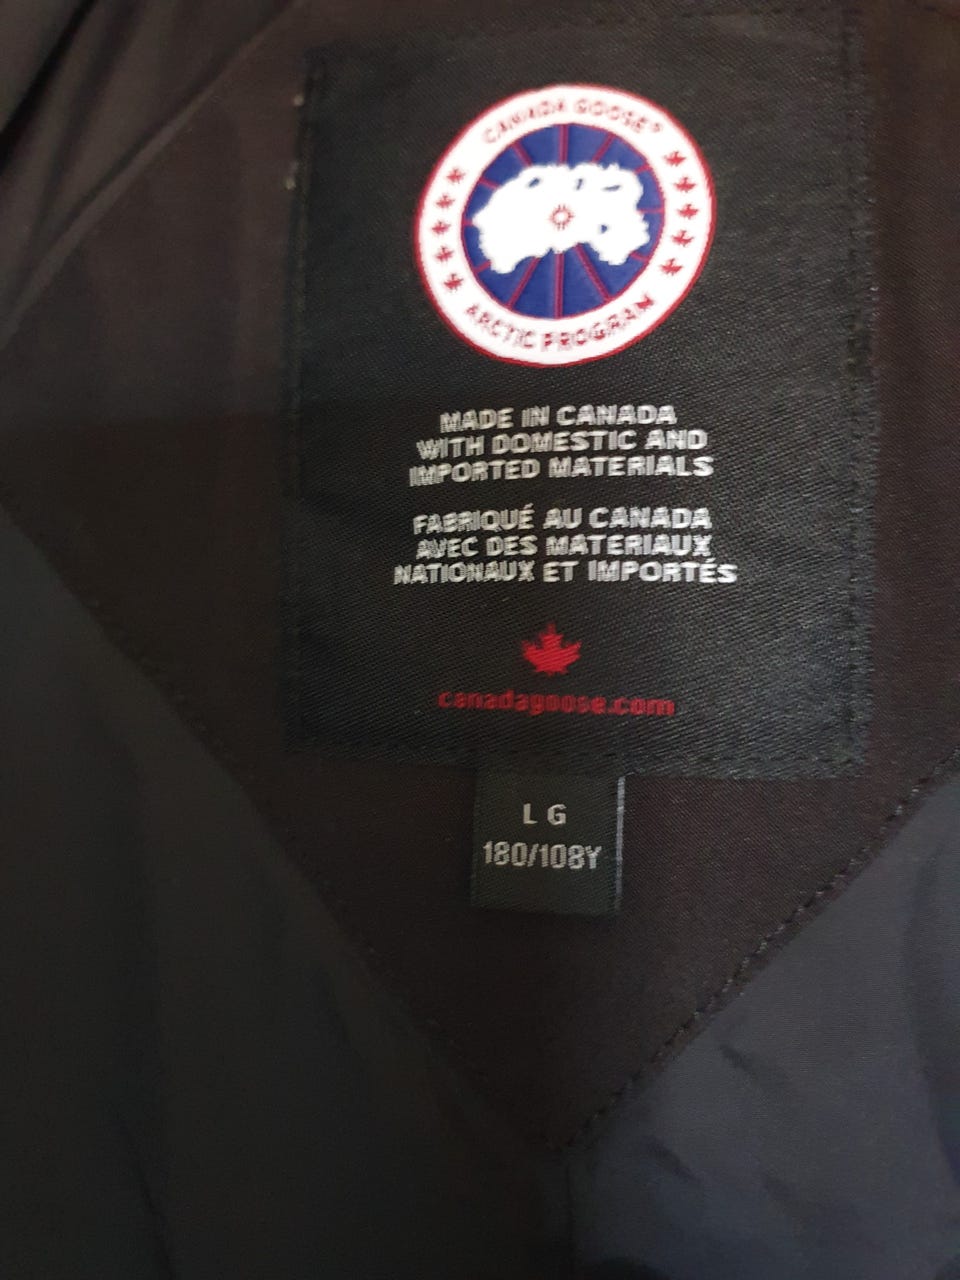 CANADA GOOSE®
ARCTIC PROGRAM
MADE IN CANADA
WITH DOMESTIC AND
IMPORTED MATERIALS
FABRIQUÉ AU CANADA
AVEC DES MATERIAUX
NATIONAUX ET IMPORTÉS
canadagoose.com
LG
180/108Y